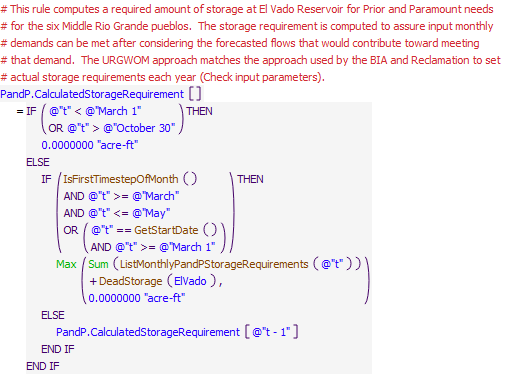 # This rule computes a required amount of storage at El Vado Reservoir for Prior and Paramount needs
# for the six Middle Rio Grande pueblos.  The storage requirement is computed to assure input monthly
# demands can be met after considering the forecasted flows that would contribute toward meeting
# that demand.  The URGWOM approach matches the approach used by the BIA and Reclamation to set
# actual storage requirements each year (Check input parameters).
PandP.CalculatedStorageRequirement []
= IF ( @"t" < @"March 1" ) THEN
OR @"t" > @"October 30"
0.0000000 "acre-ft"
ELSE
IF ( IsFirstTimestepOfMonth () ) THEN
AND @"t" >= @"March"
AND @"t" <= @"May"
OR ( @"t" == GetStartDate () )
AND @"t" >= @"March 1"
Max ( Sum ( ListMonthlyPandPStorageRequirements ( @"t" ) )
+ DeadStorage ( ElVado ) ,
0.0000000 "acre-ft" )
ELSE
PandP.CalculatedStorageRequirement [ @"t - 1" ]
END IF
END IF